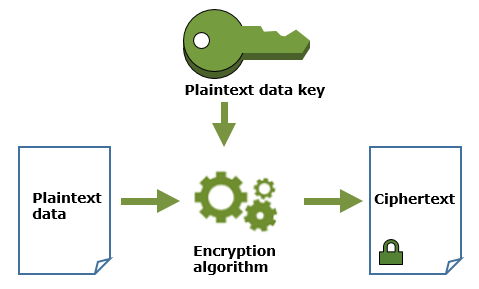 Plaintext data key
Plaintext
data
Encryption
algorithm
Ciphertext